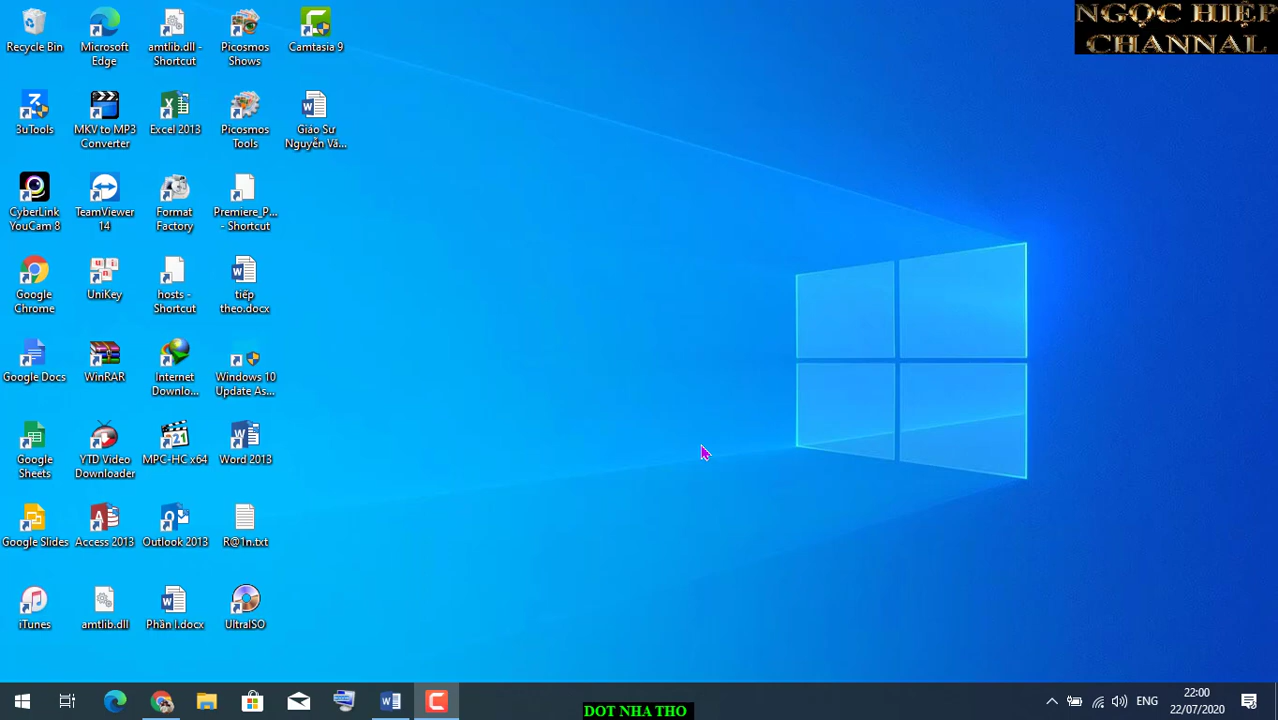 NGỌC HIỆP
CHANNAL
Recycle Bin
Microsoft
Edge
amtlib.dll -
Shortcut
Picosmos
Shows
Camtasia 9
3uTools
MKV to MP3
Converter
Excel 2013
Picosmos
Tools
Giáo Sư
Nguyễn Vă...
CyberLink
YouCam 8
TeamViewer
14
Format
Factory
Premiere_P...
- Shortcut
Google
Chrome
UniKey
hosts -
Shortcut
tiếp
theo.docx
Google Docs
WinRAR
Internet
Downlo...
Windows 10
Update As...
Google
Sheets
YTD Video
Downloader
MPC-HC x64
Word 2013
Google Slides
Access 2013
Outlook 2013
R@1n.txt
iTunes
amtlib.dll
Phần I.docx
UltraISO
ENG
22:00
22/07/2020
DOT NHA THO